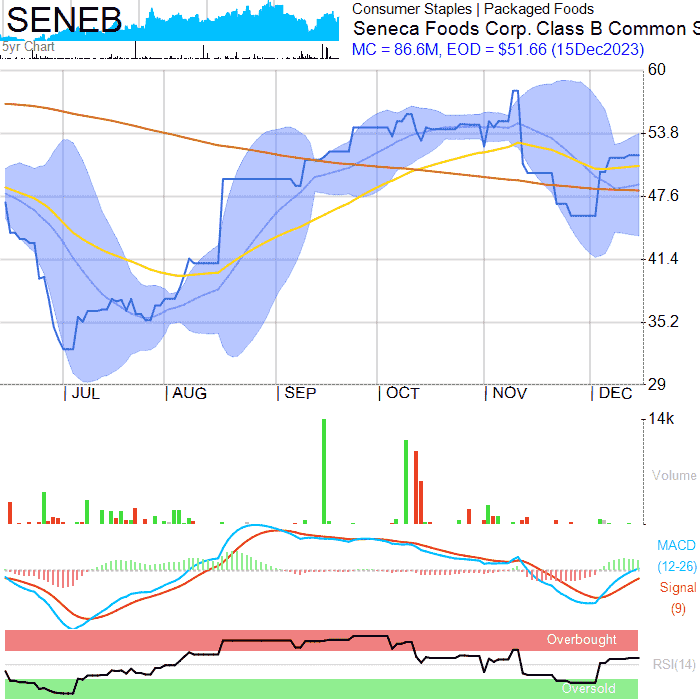 SENEB
5yr Chart
Consumer Staples | Packaged Foods
Seneca Foods Corp. Class B Common S
MC = 86.6M, EOD = $51.66 (15Dec2023)
60
53.8
47.6
41.4
35.2
29
| JUL | AUG | SEP | OCT | NOV | DEC
14k
Volume
MACD
(12-26)
Signal
(9)
Overbought
RSI(14)
Oversold